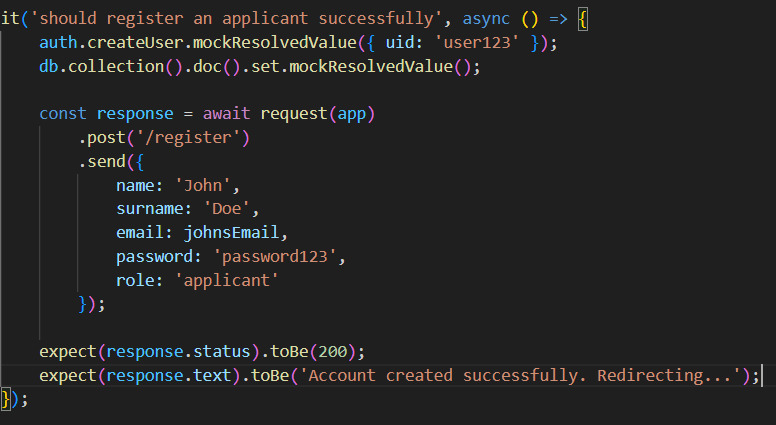 it('should register an applicant successfully', async () => {
    auth.createUser.mockResolvedValue({ uid: 'user123' });
    db.collection().doc().set.mockResolvedValue();

    const response = await request(app)
        .post('/register')
        .send({
            name: 'John',
            surname: 'Doe',
            email: johnsEmail,
            password: 'password123',
            role: 'applicant'
        });

    expect(response.status).toBe(200);
    expect(response.text).toBe('Account created successfully. Redirecting...');
});